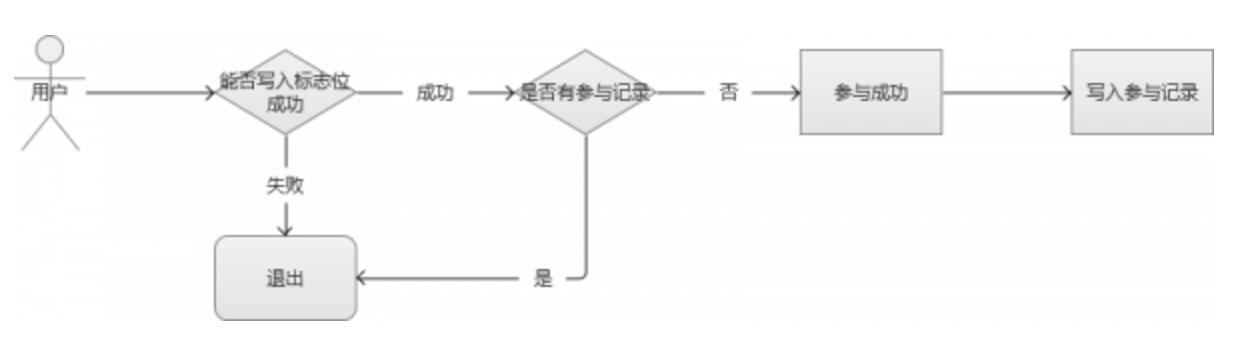 用户
能否写入标志位
成功
成功
是否有参与记录
否
参与成功
写入参与记录
失败
退出
是